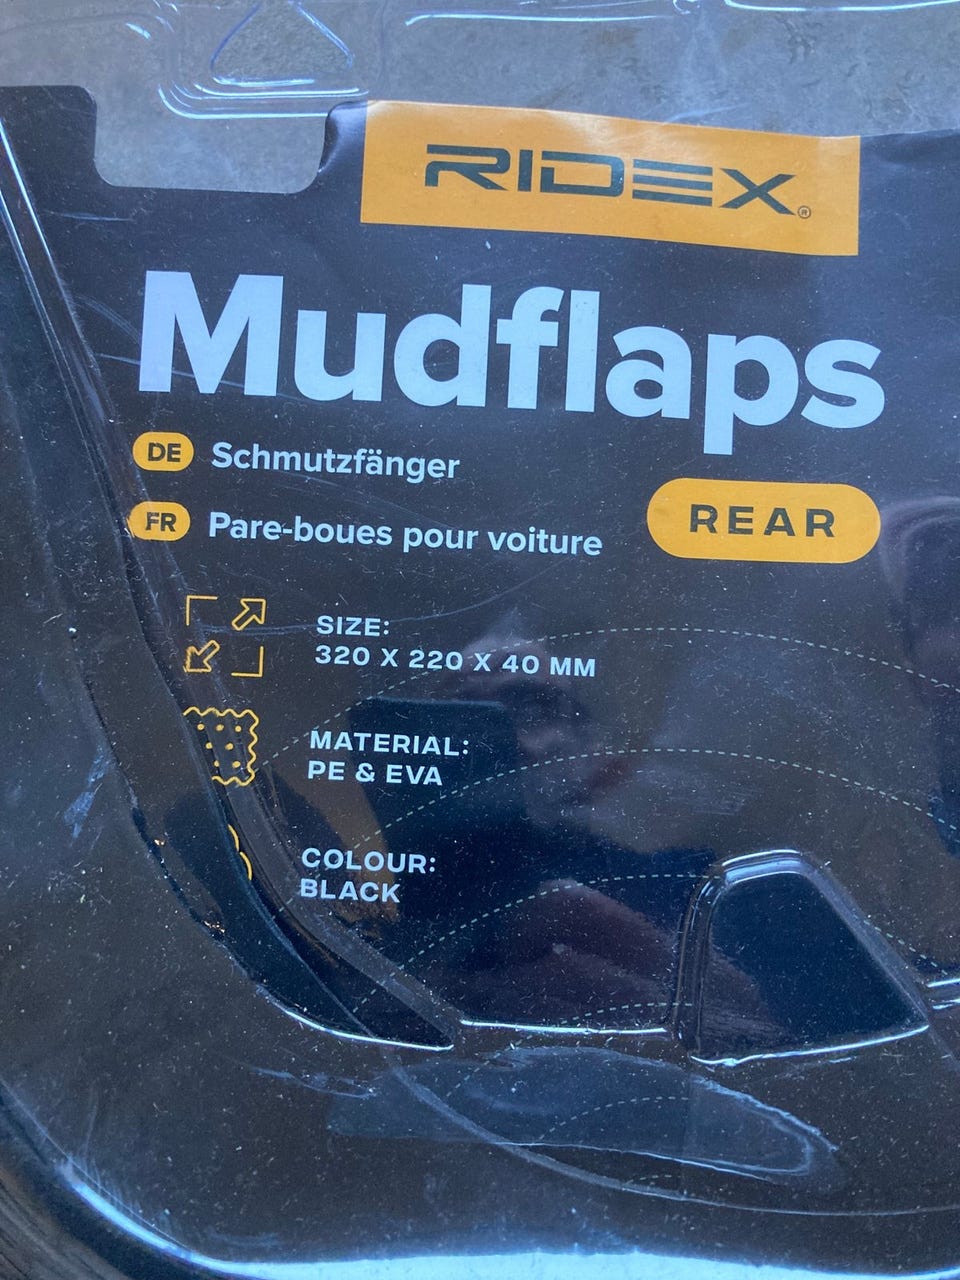 RIDEX®
Mudflaps
DE Schmutzfänger
FR Pare-boues pour voiture
REAR
SIZE:
320 X 220 X 40 MM
MATERIAL:
PE & EVA
COLOUR:
BLACK